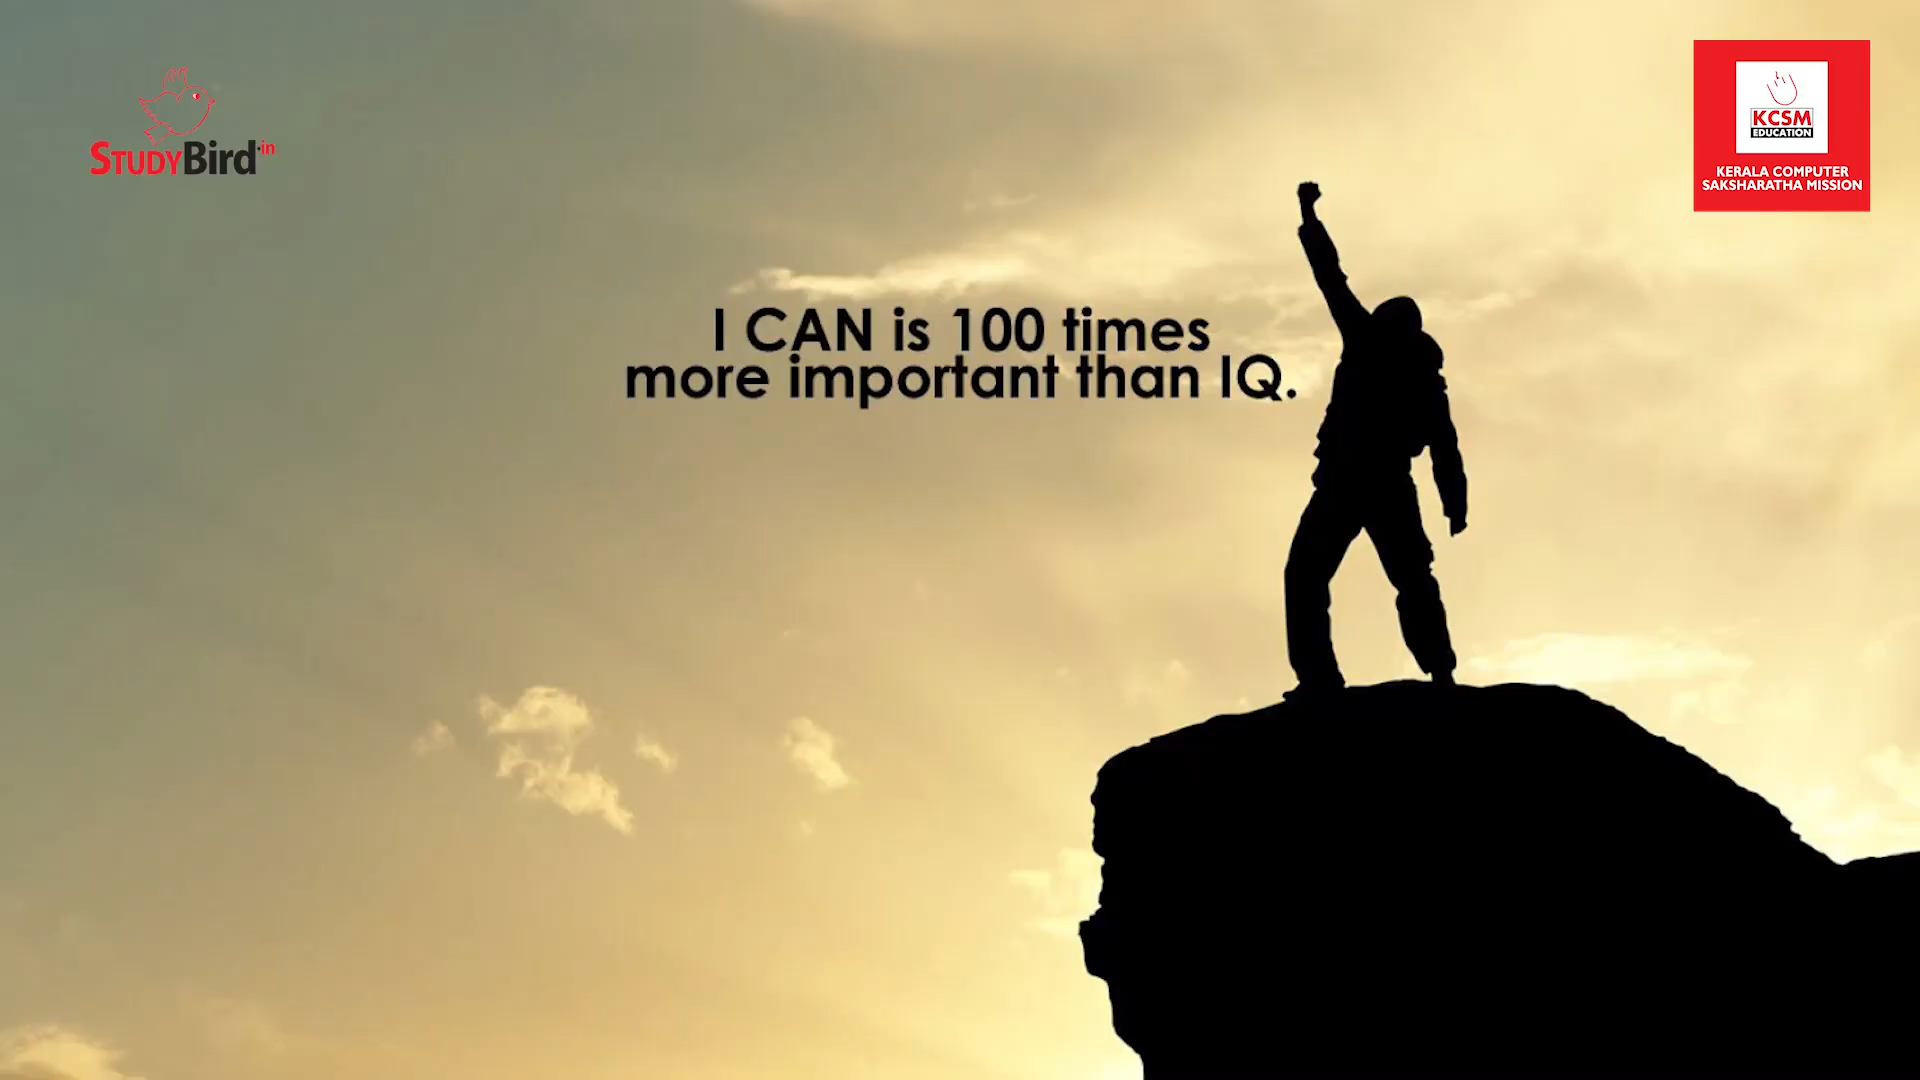 STUDYBird.in
KCSM
EDUCATION
KERALA COMPUTER
SAKSHARATHA MISSION
I CAN is 100 times
more important than IQ.